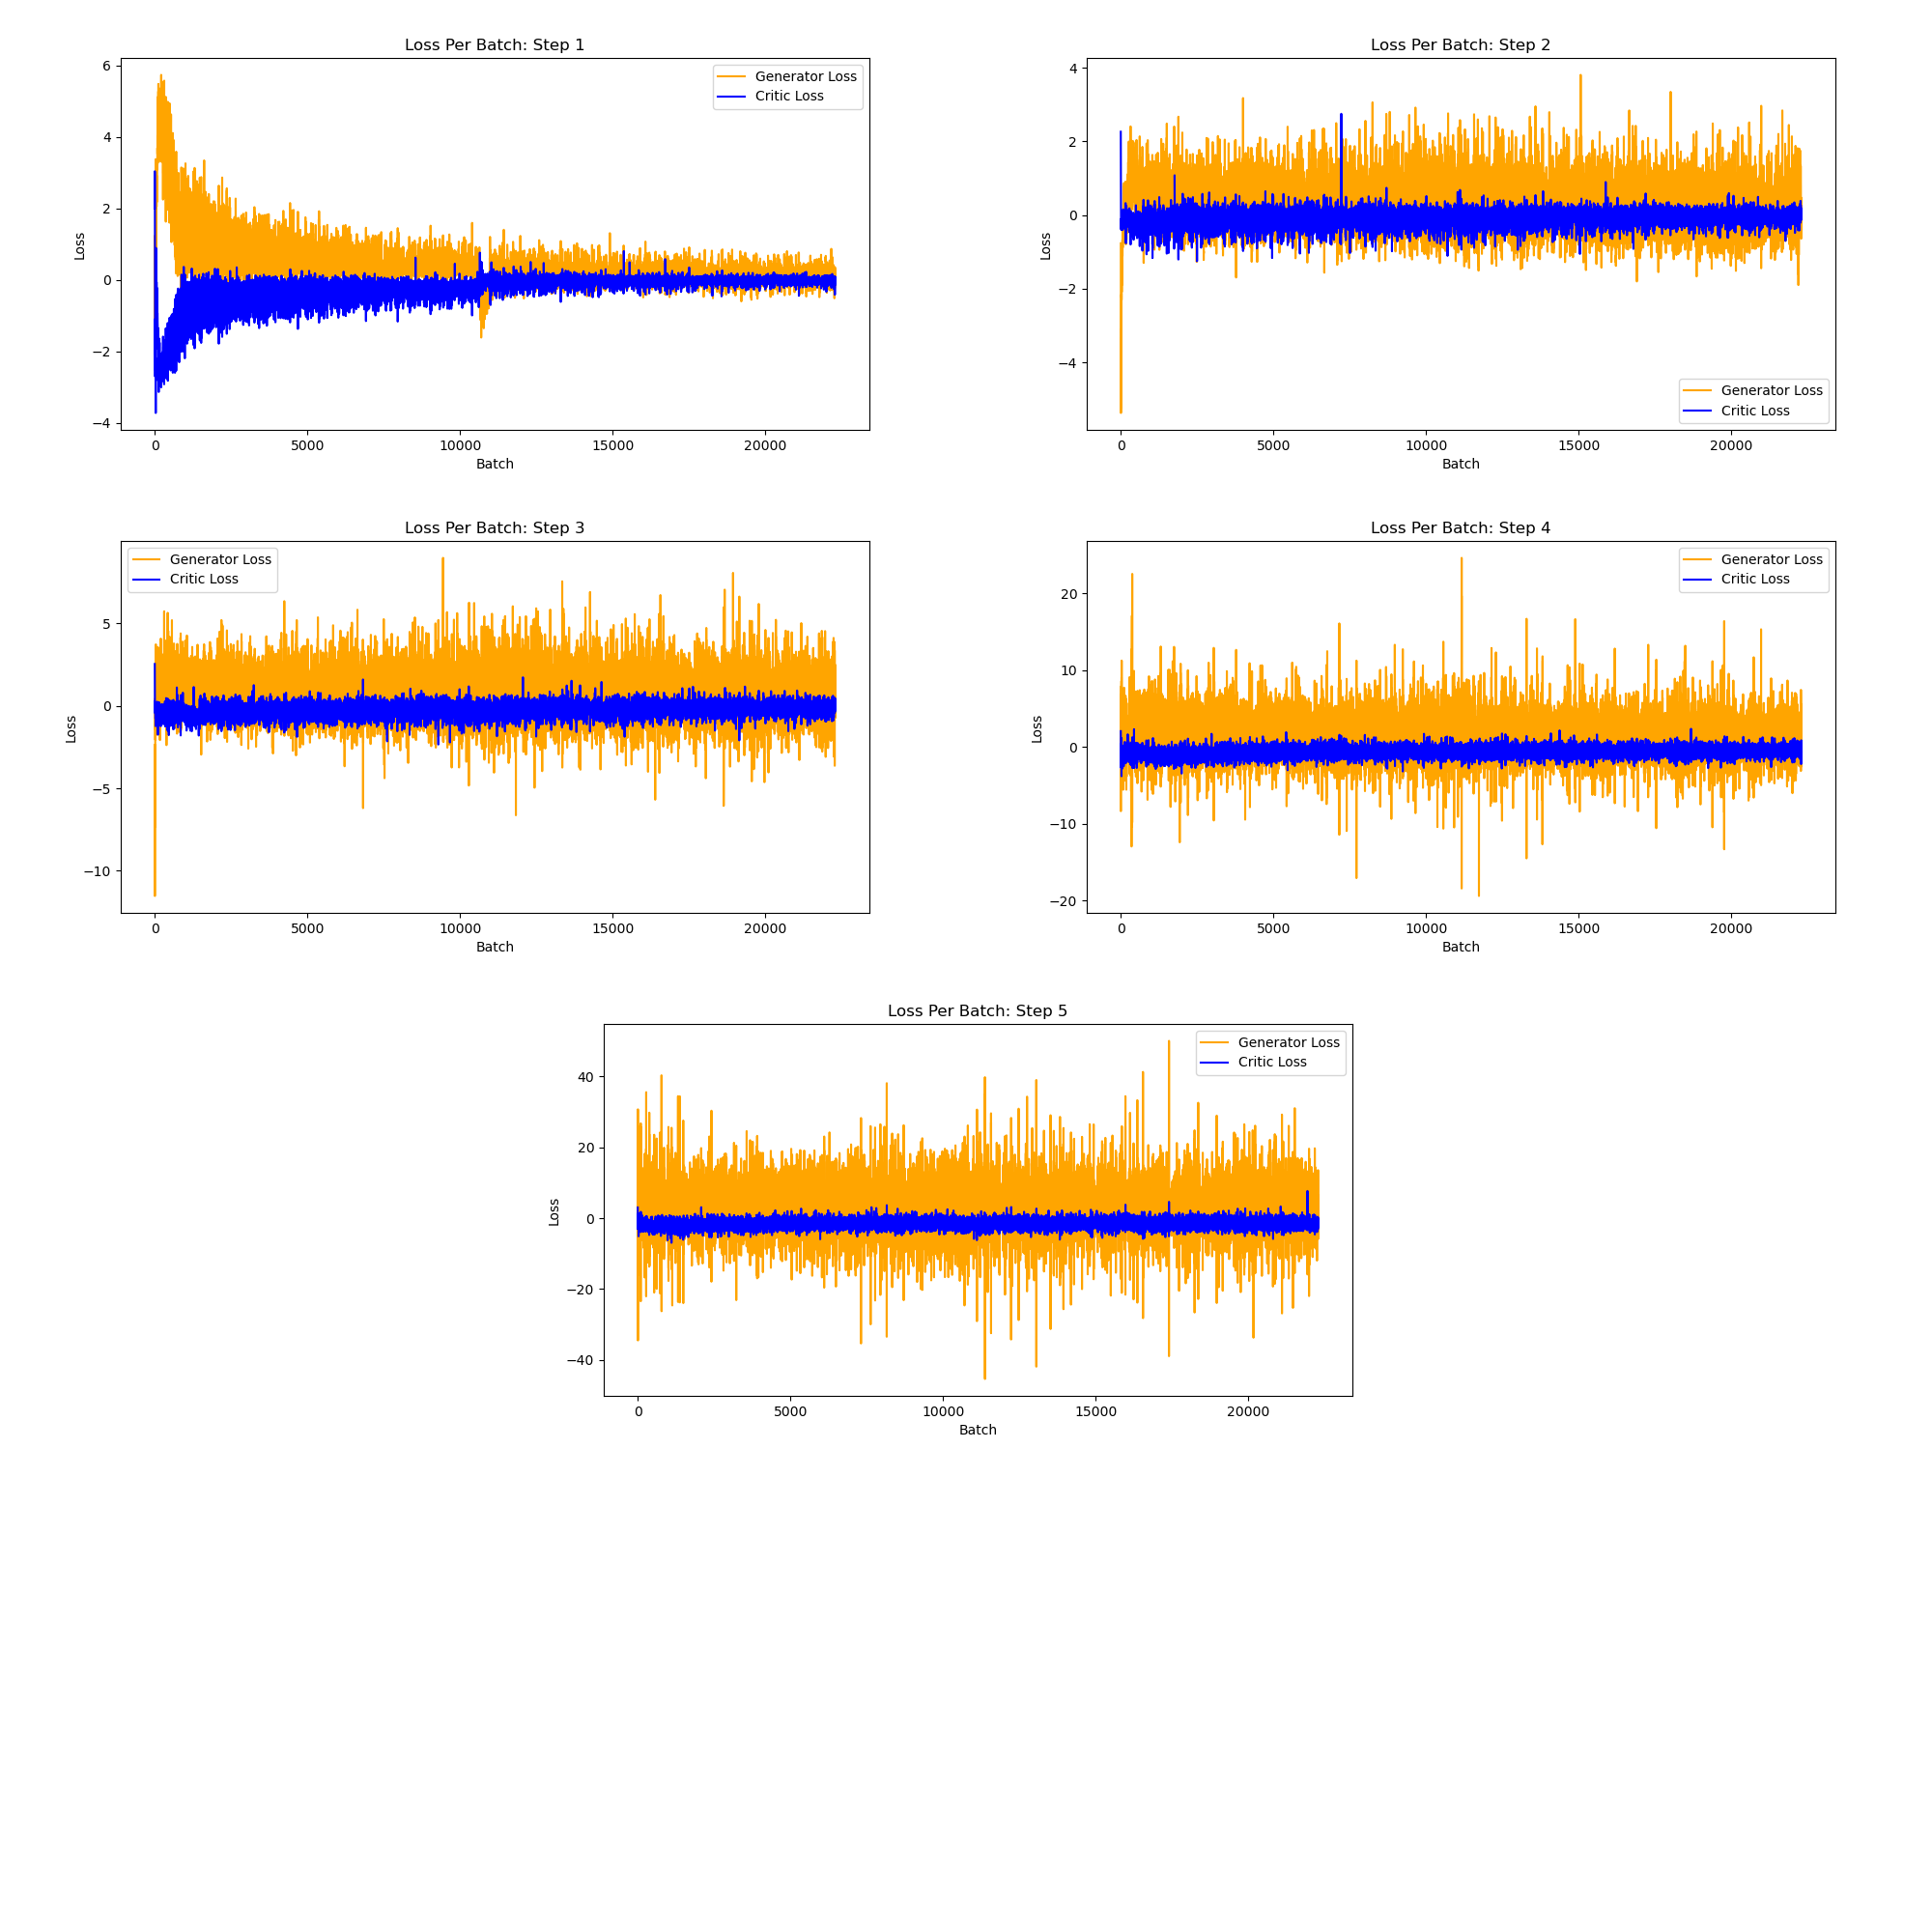 Loss Per Batch: Step 1
6
4
2
0
−2
−4
Loss
0 5000 10000 15000 20000
Batch
Generator Loss
Critic Loss
Loss Per Batch: Step 2
4
2
0
−2
−4
Loss
0 5000 10000 15000 20000
Batch
Generator Loss
Critic Loss
Loss Per Batch: Step 3
5
0
−5
−10
Loss
0 5000 10000 15000 20000
Batch
Generator Loss
Critic Loss
Loss Per Batch: Step 4
20
10
0
−10
−20
Loss
0 5000 10000 15000 20000
Batch
Generator Loss
Critic Loss
Loss Per Batch: Step 5
40
20
0
−20
−40
Loss
0 5000 10000 15000 20000
Batch
Generator Loss
Critic Loss